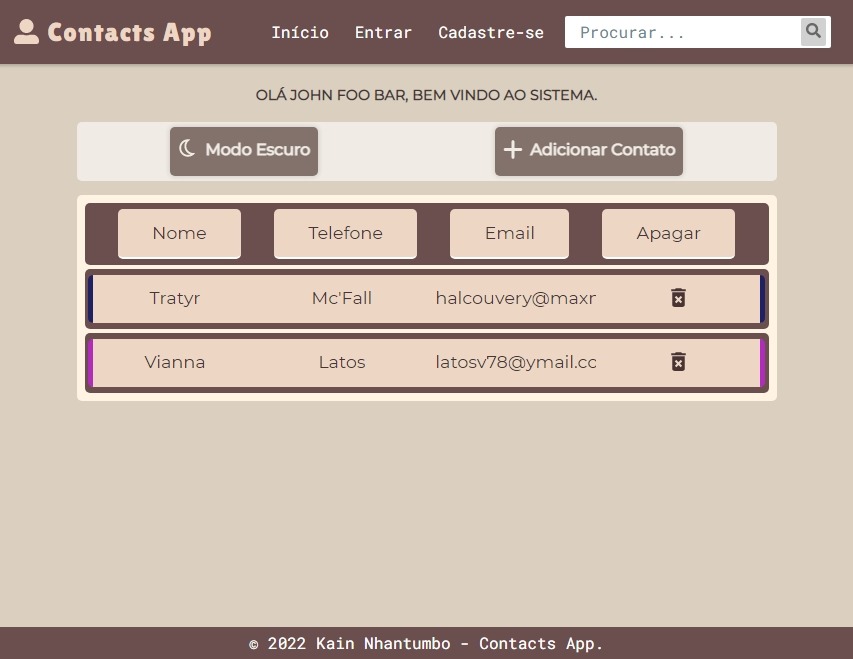 Contacts App Início Entrar Cadastre-se Procurar...
OLÁ JOHN FOO BAR, BEM VINDO AO SISTEMA.
Modo Escuro Adicionar Contato
Nome Telefone Email Apagar
Tratyr Mc'Fall halcouvery@maxr
Vianna Latos latosv78@ymail.cc
© 2022 Kain Nhantumbo - Contacts App.